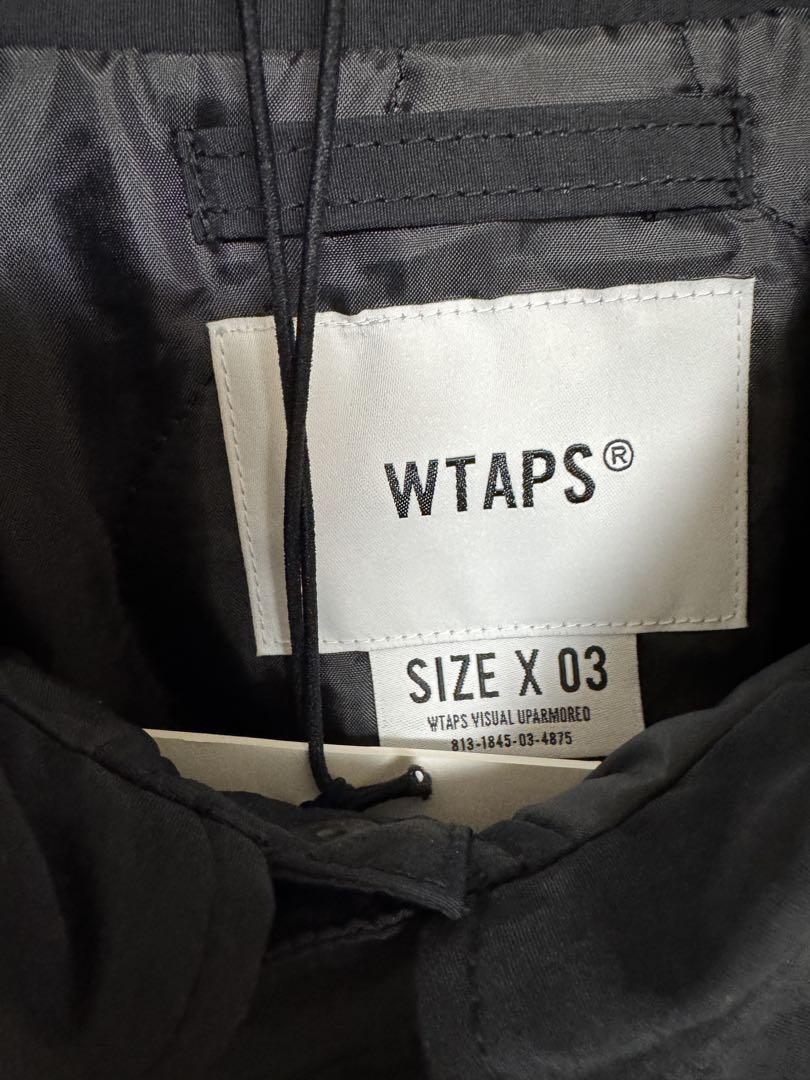 WTAPS®
SIZE X 03
WTAPS VISUAL UPARMORED
813-1845-03-4875